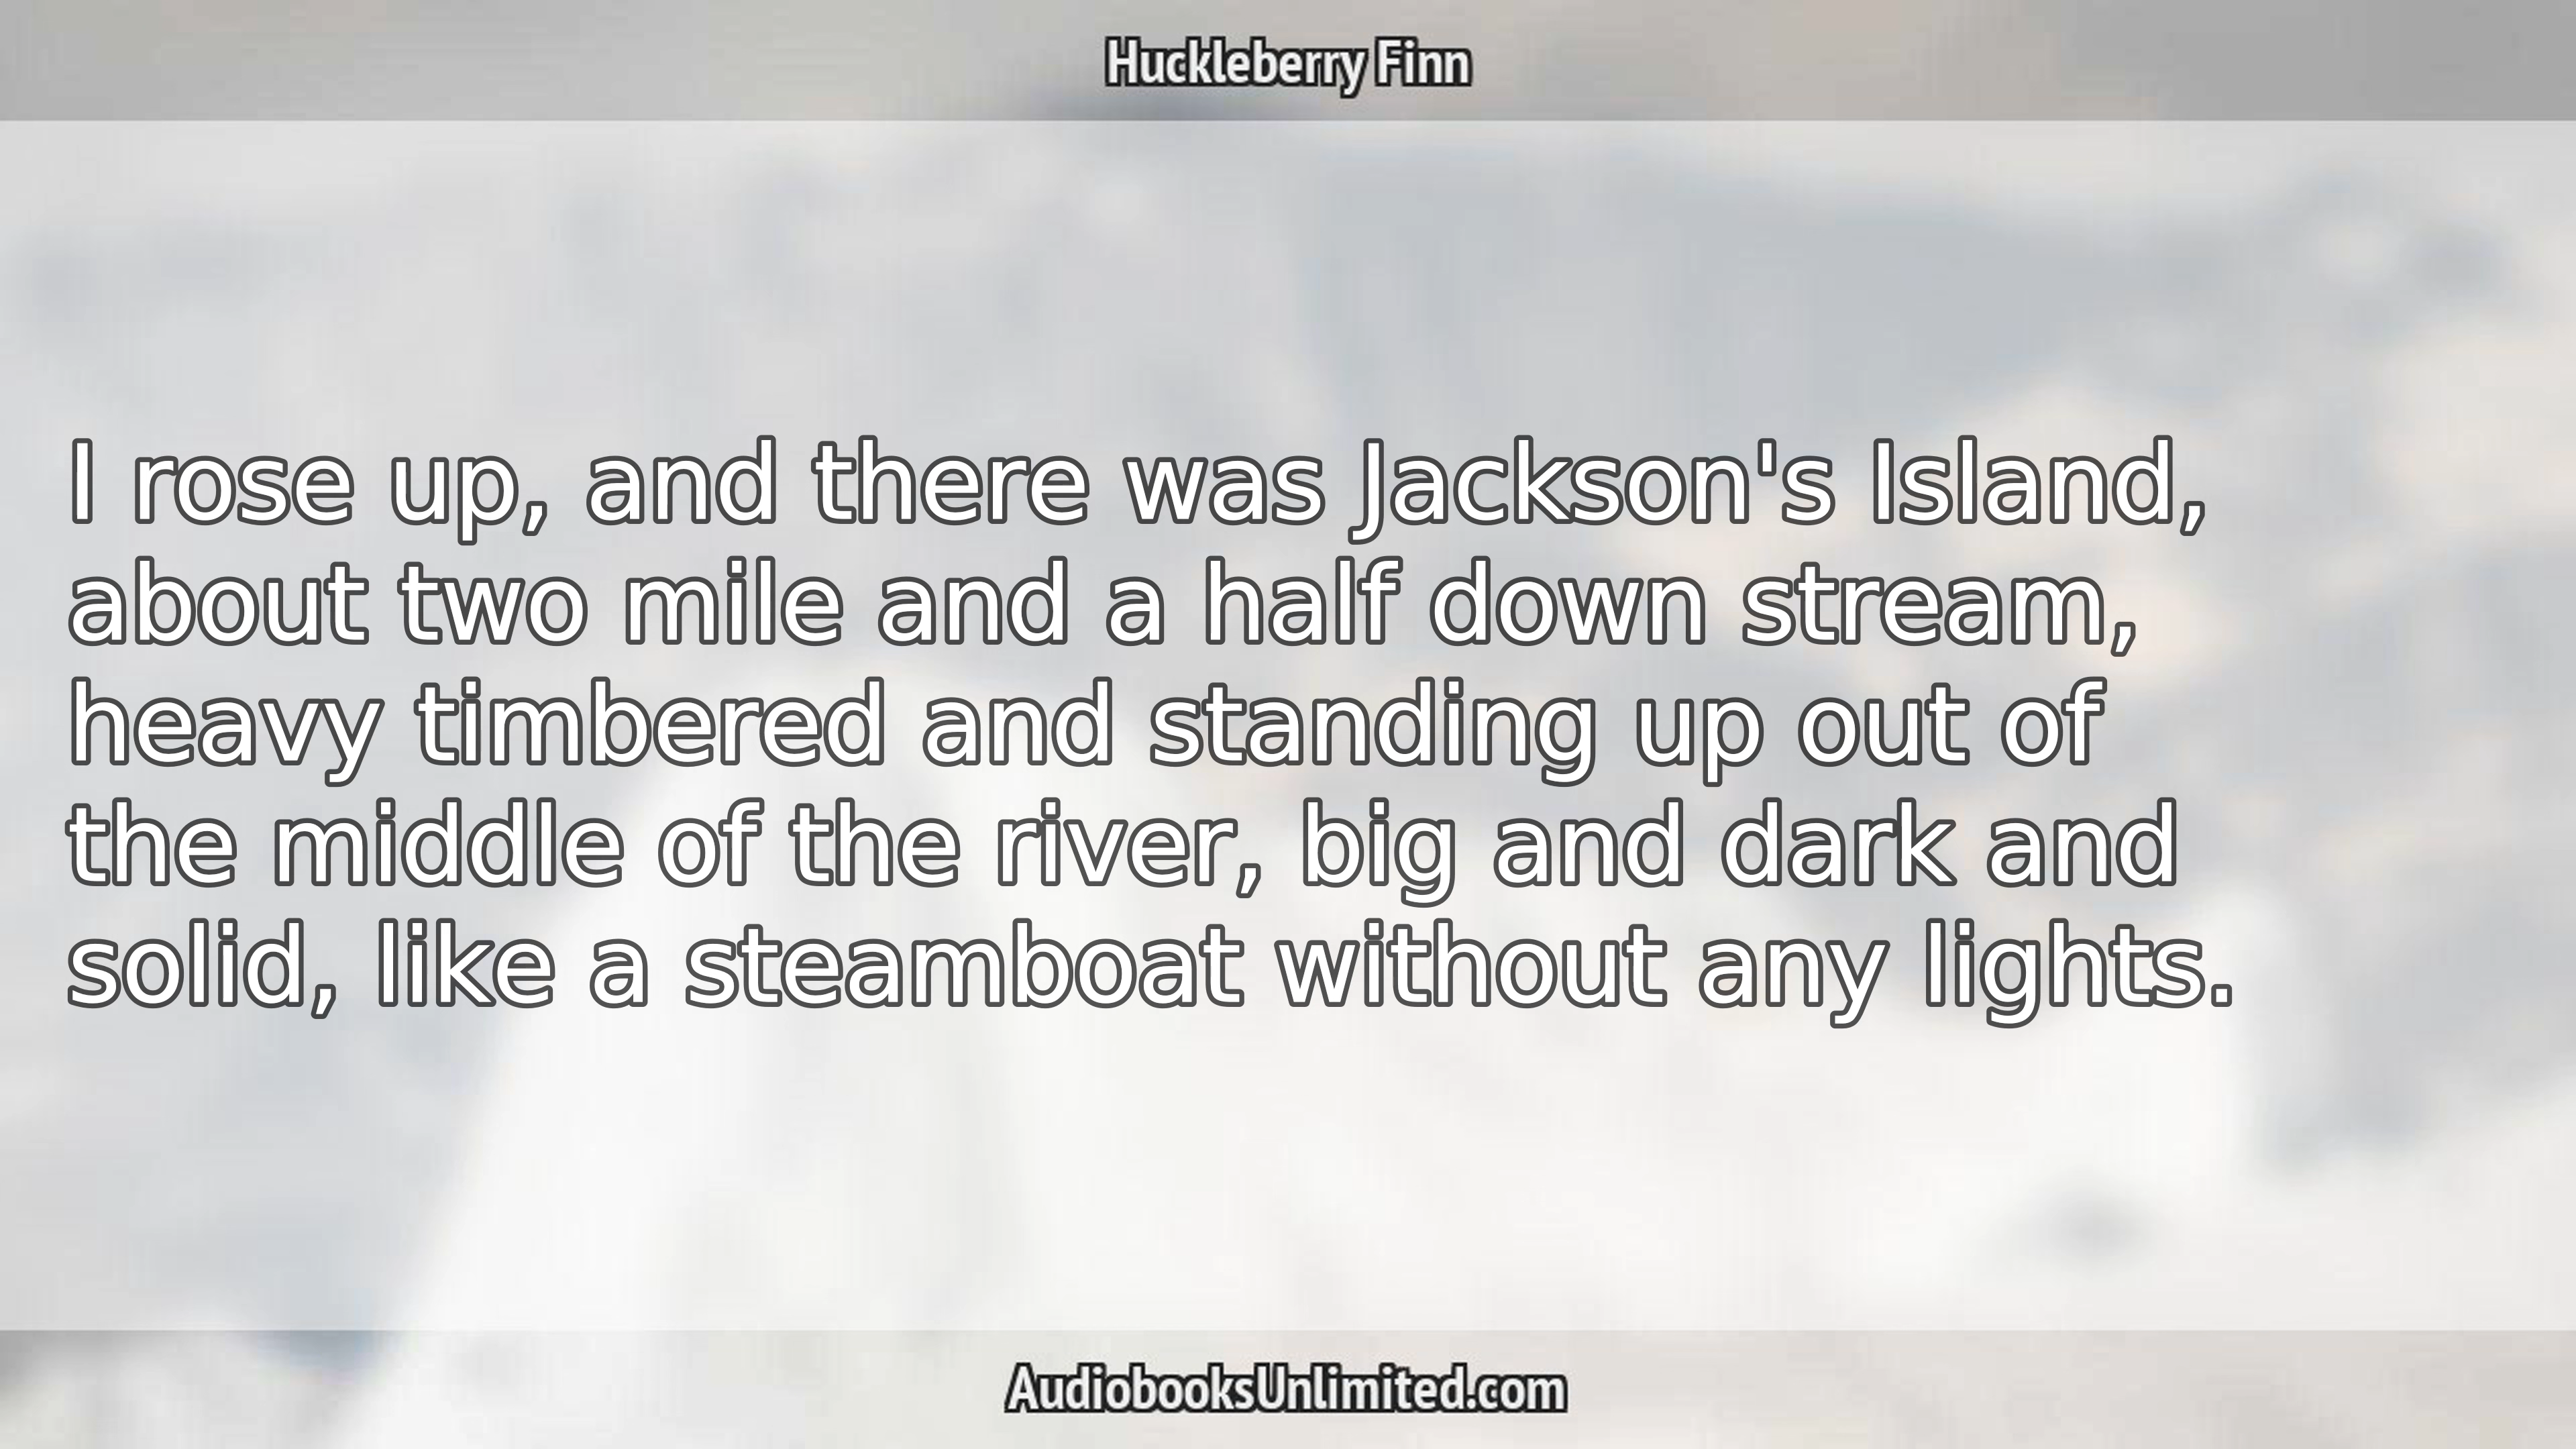 Huckleberry Finn
I rose up, and there was Jackson's Island,
about two mile and a half down stream,
heavy timbered and standing up out of
the middle of the river, big and dark and
solid, like a steamboat without any lights.
AudiobooksUnlimited.com